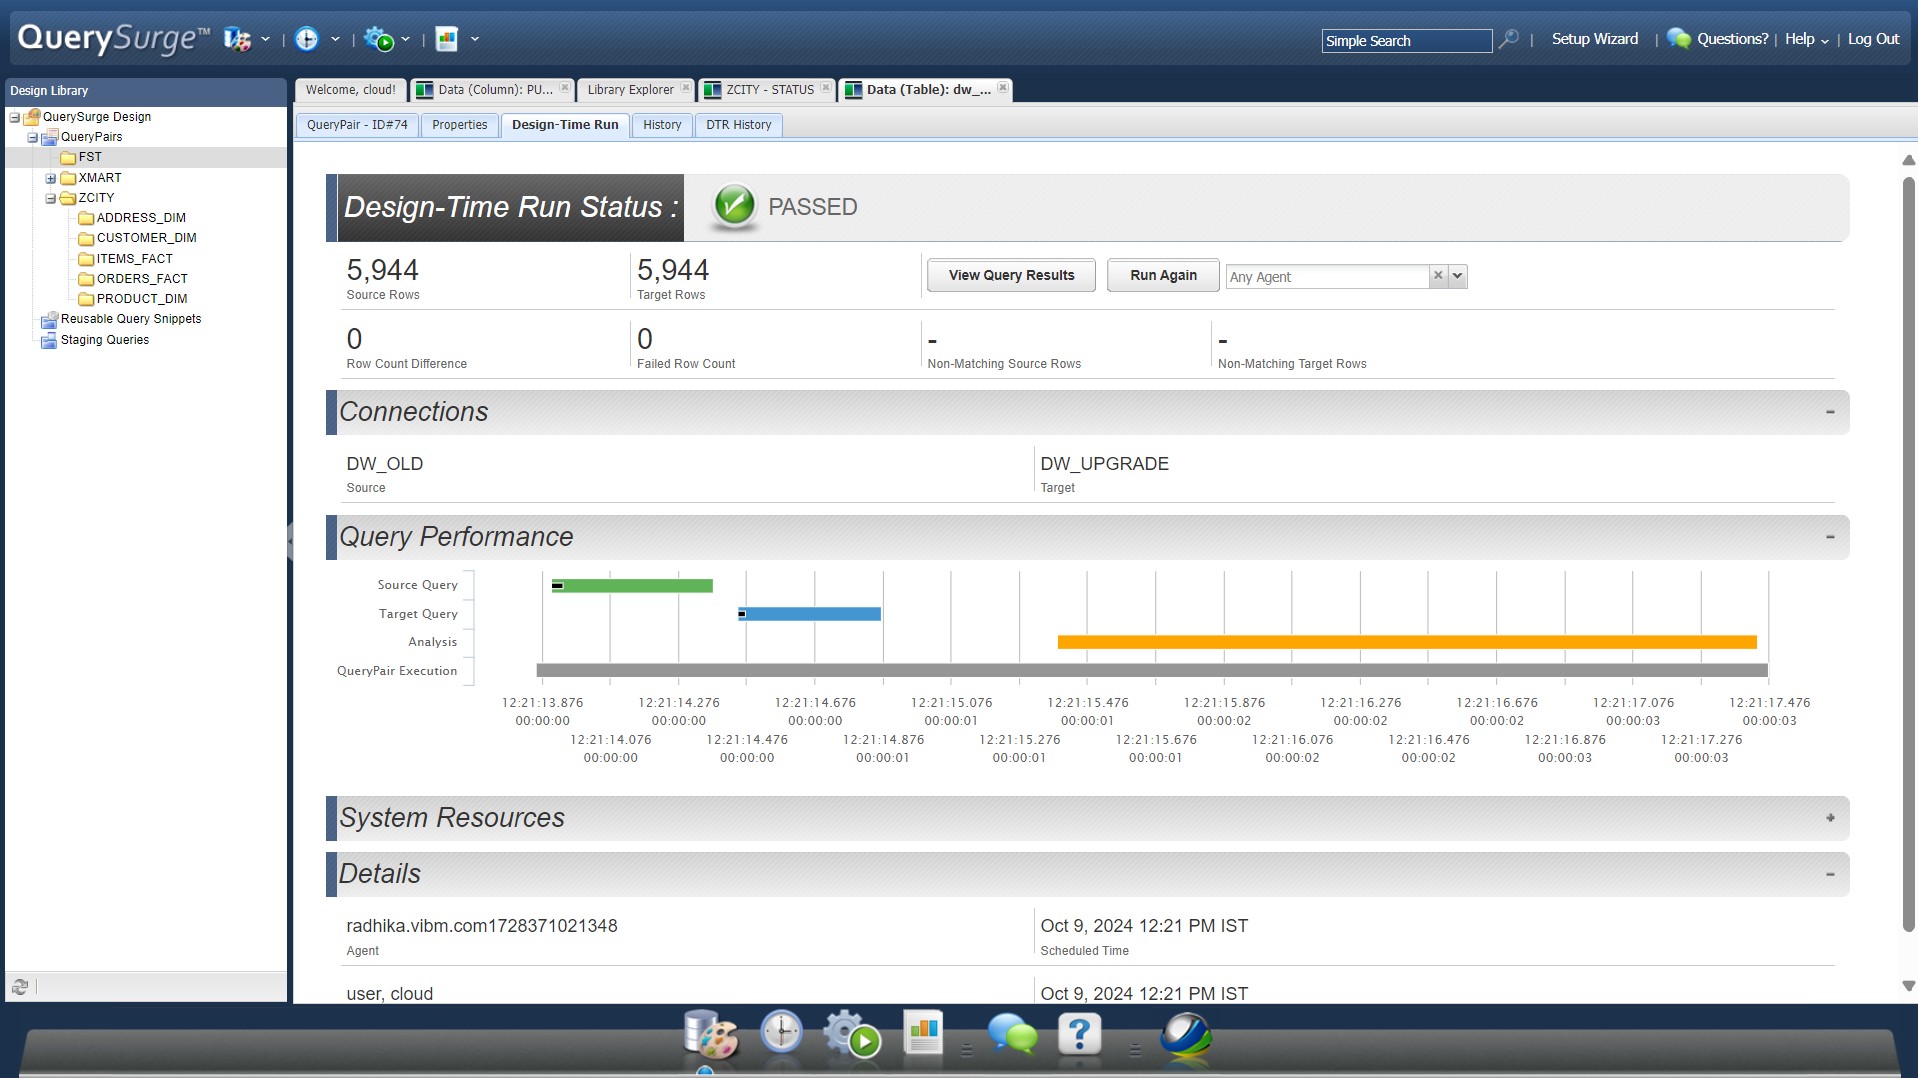 QuerySurge™
Simple Search
Setup Wizard
Questions?
Help
Log Out
Design Library
QuerySurge Design
QueryPairs
FST
XMART
ZCITY
ADDRESS_DIM
CUSTOMER_DIM
ITEMS_FACT
ORDERS_FACT
PRODUCT_DIM
Reusable Query Snippets
Staging Queries
Welcome, cloud!
Data (Column): PU...
Library Explorer
ZCITY - STATUS
Data (Table): dw_...
QueryPair - ID#74
Properties
Design-Time Run
History
DTR History
Design-Time Run Status :
PASSED
5,944
Source Rows
5,944
Target Rows
View Query Results
Run Again
Any Agent
0
Row Count Difference
0
Failed Row Count
-
Non-Matching Source Rows
-
Non-Matching Target Rows
Connections
DW_OLD
Source
DW_UPGRADE
Target
Query Performance
Source Query
Target Query
Analysis
QueryPair Execution
12:21:13.876 12:21:14.276 12:21:14.676 12:21:15.076 12:21:15.476 12:21:15.876 12:21:16.276 12:21:16.676 12:21:17.076 12:21:17.476
00:00:00 00:00:00 00:00:00 00:00:01 00:00:01 00:00:02 00:00:02 00:00:02 00:00:03 00:00:03
12:21:14.076 12:21:14.476 12:21:14.876 12:21:15.276 12:21:15.676 12:21:16.076 12:21:16.476 12:21:16.876 12:21:17.276
00:00:00 00:00:00 00:00:01 00:00:01 00:00:01 00:00:02 00:00:02 00:00:03 00:00:03
System Resources
Details
radhika.vibm.com1728371021348
Agent
Oct 9, 2024 12:21 PM IST
Scheduled Time
user, cloud
Oct 9, 2024 12:21 PM IST